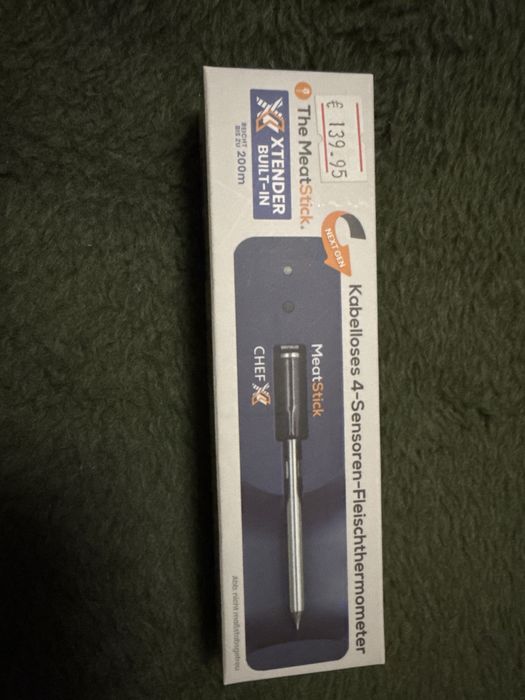 € 139.95
The MeatStick.
XTENDER
BUILT-IN
REICHT
BIS ZU 200m
NEXT GEN
Kabelloses 4-Sensoren-Fleischthermometer
MeatStick
CHEF X
Abb. nicht maßstabsgetreu